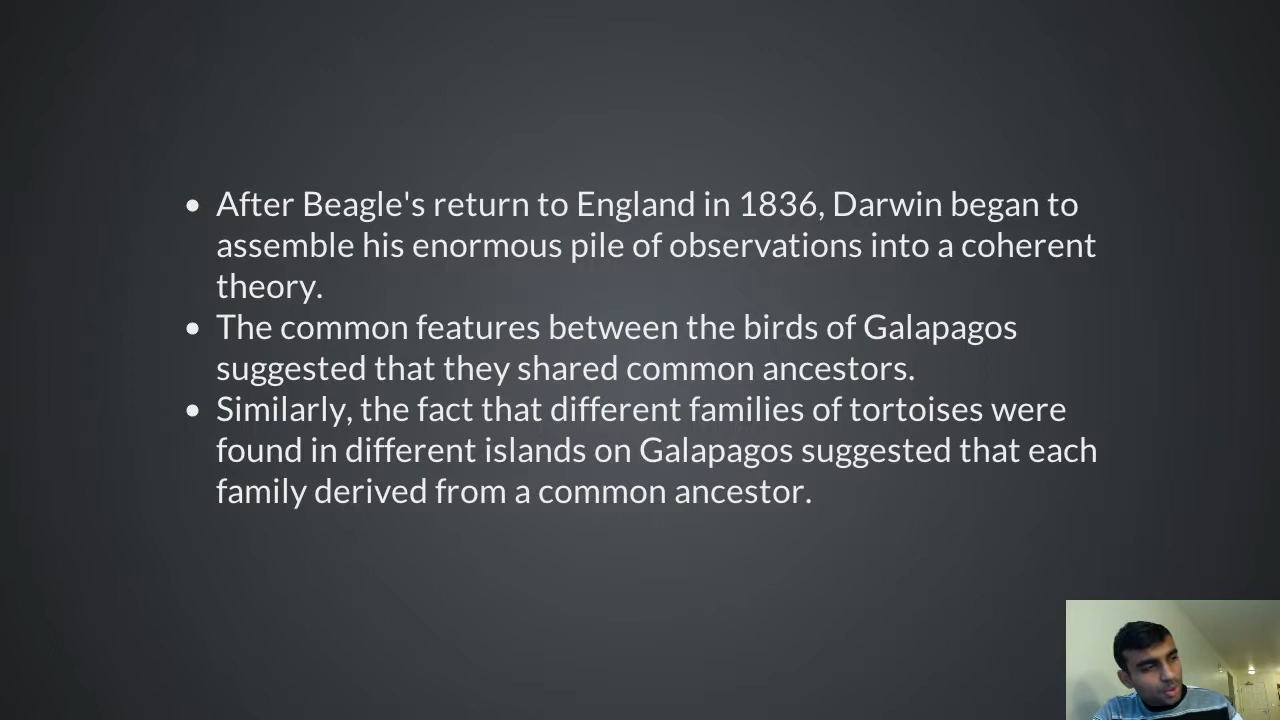 • After Beagle's return to England in 1836, Darwin began to
assemble his enormous pile of observations into a coherent
theory.
• The common features between the birds of Galapagos
suggested that they shared common ancestors.
• Similarly, the fact that different families of tortoises were
found in different islands on Galapagos suggested that each
family derived from a common ancestor.